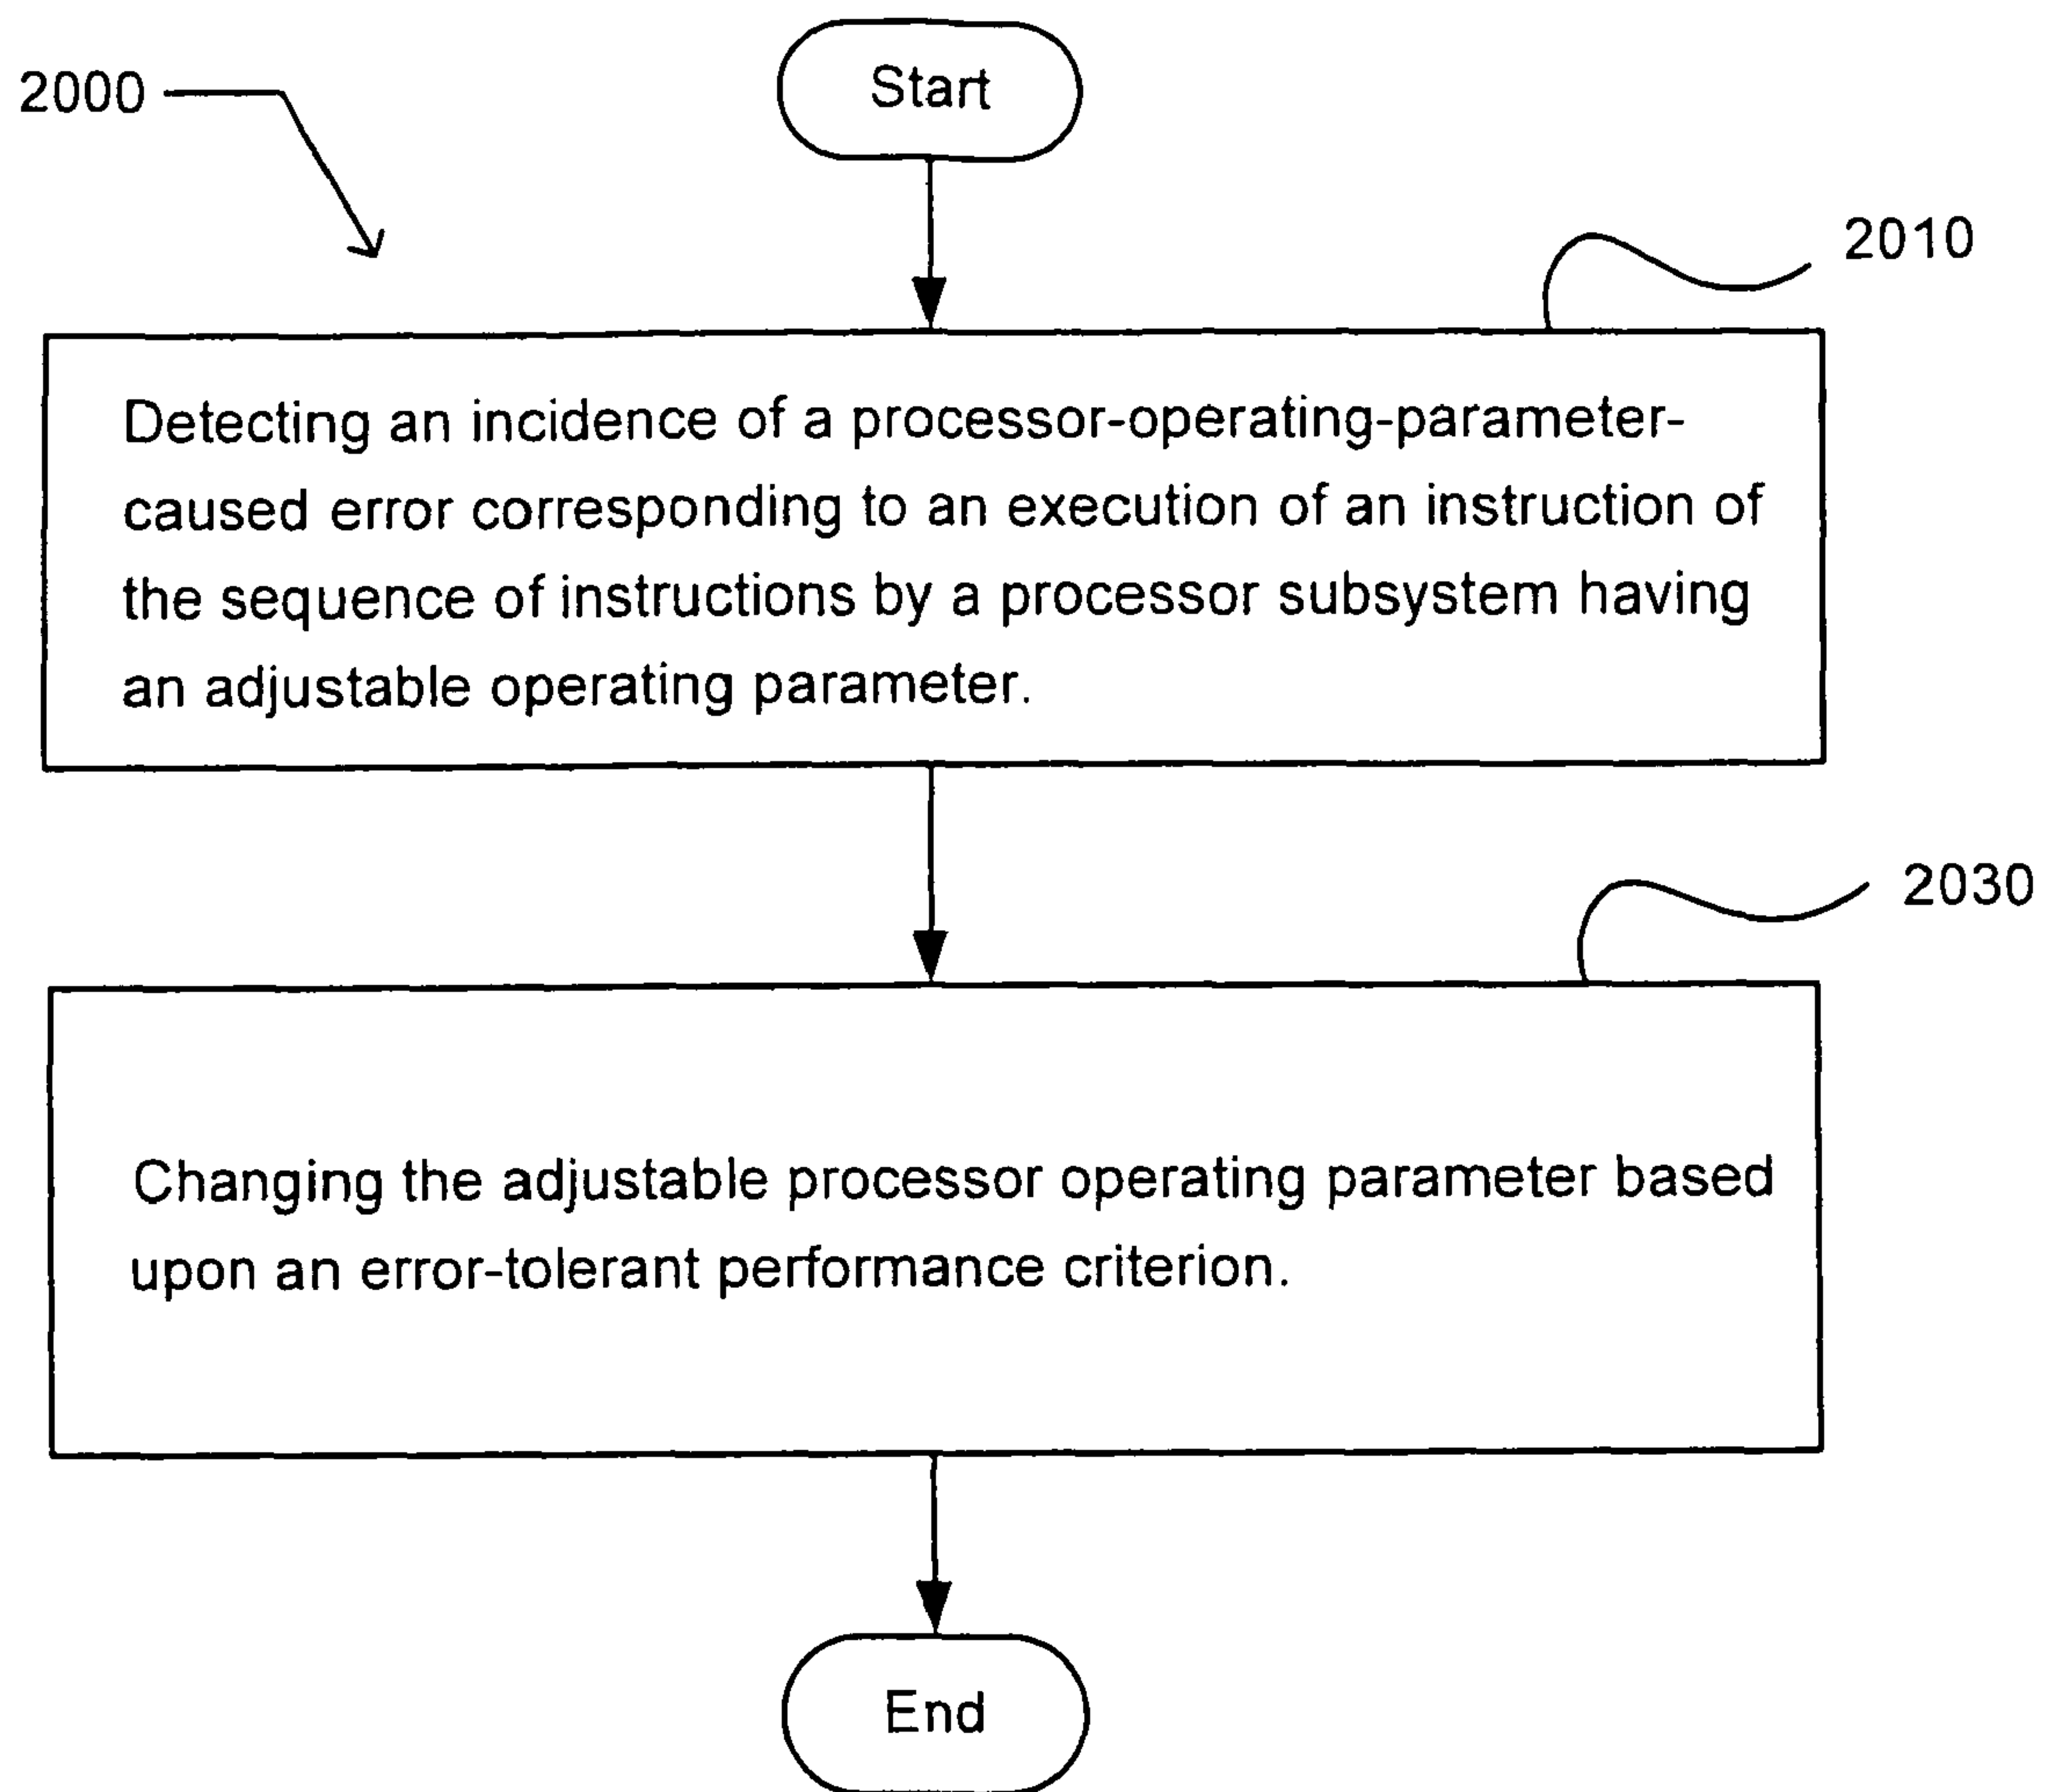 Start
2000
2010
Detecting an incidence of a processor-operating-parameter-
caused error corresponding to an execution of an instruction of
the sequence of instructions by a processor subsystem having
an adjustable operating parameter.
2030
Changing the adjustable processor operating parameter based
upon an error-tolerant performance criterion.
End